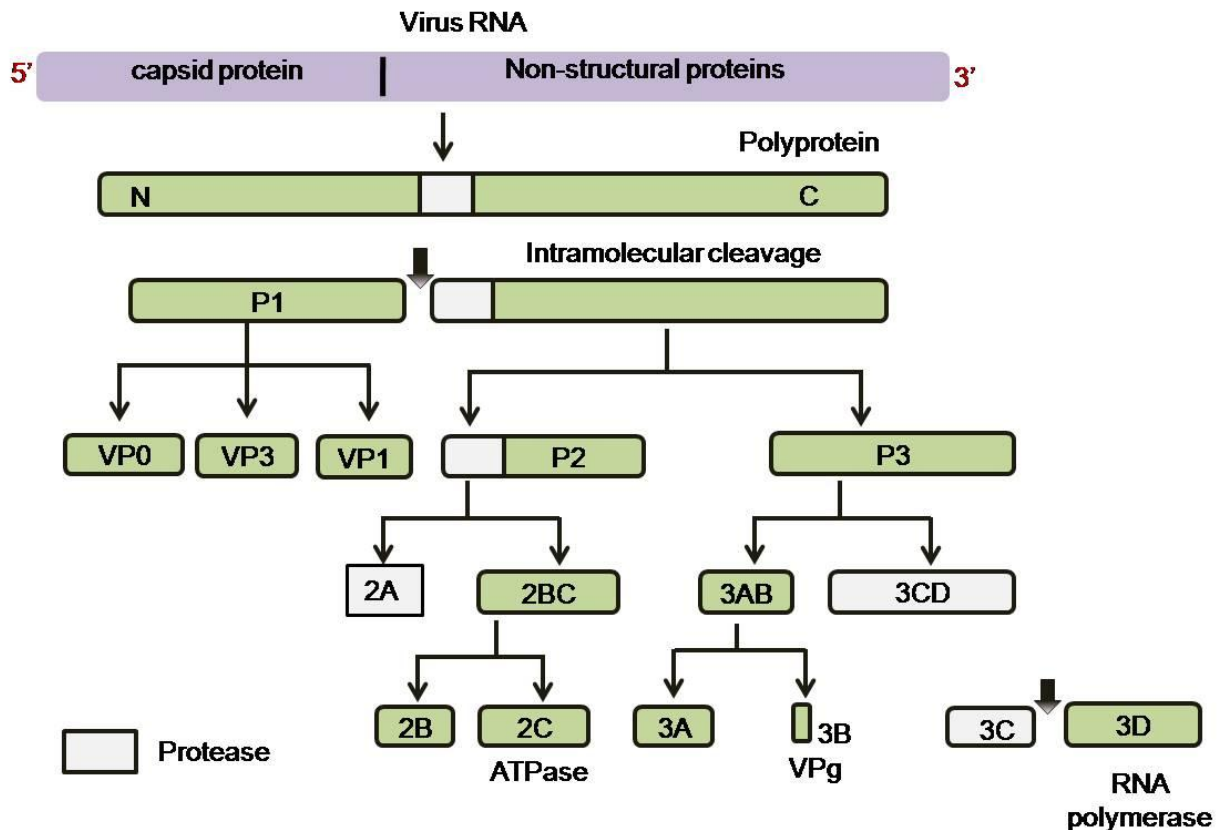 Virus RNA
5’ capsid protein Non-structural proteins 3’
Polyprotein
N C
Intramolecular cleavage
P1
VP0 VP3 VP1 P2 P3
2A 2BC 3AB 3CD
2B 2C 3A 3B 3C 3D
Protease ATPase VPg RNA
polymerase